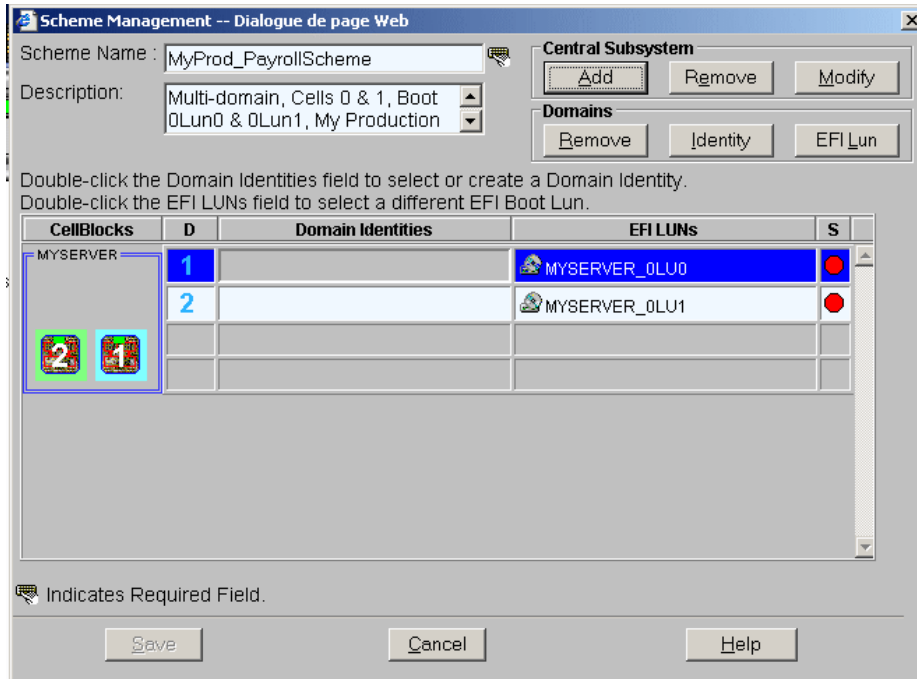 Scheme Management -- Dialogue de page Web
Scheme Name : MyProd_PayrollScheme
Central Subsystem
Add Remove Modify
Description: Multi-domain, Cells 0 & 1, Boot
0Lun0 & 0Lun1, My Production
Domains
Remove Identity EFI Lun
Double-click the Domain Identities field to select or create a Domain Identity.
Double-click the EFI LUNs field to select a different EFI Boot Lun.
CellBlocks D Domain Identities EFI LUNs S
MYSERVER
1 MYSERVER_0LU0
2 MYSERVER_0LU1
2 1
Indicates Required Field.
Save Cancel Help